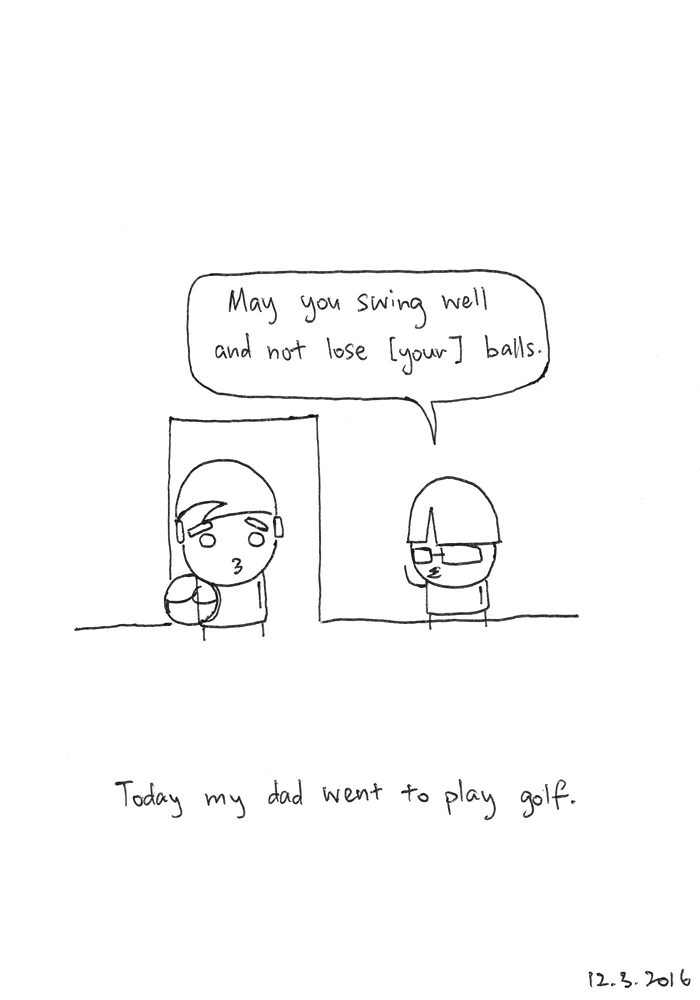 May you swing well
and not lose [your] balls.
Today my dad went to play golf.
12.3.2016